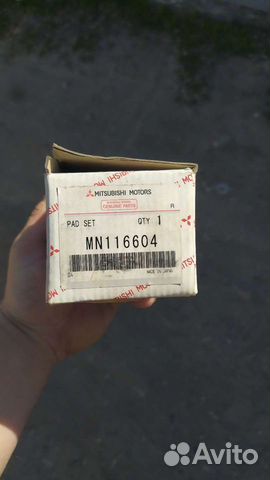 MITSUBISHI MOTORS
GENUINE PARTS
R
PAD SET QTY 1
MN116604
MADE IN JAPAN
Avito